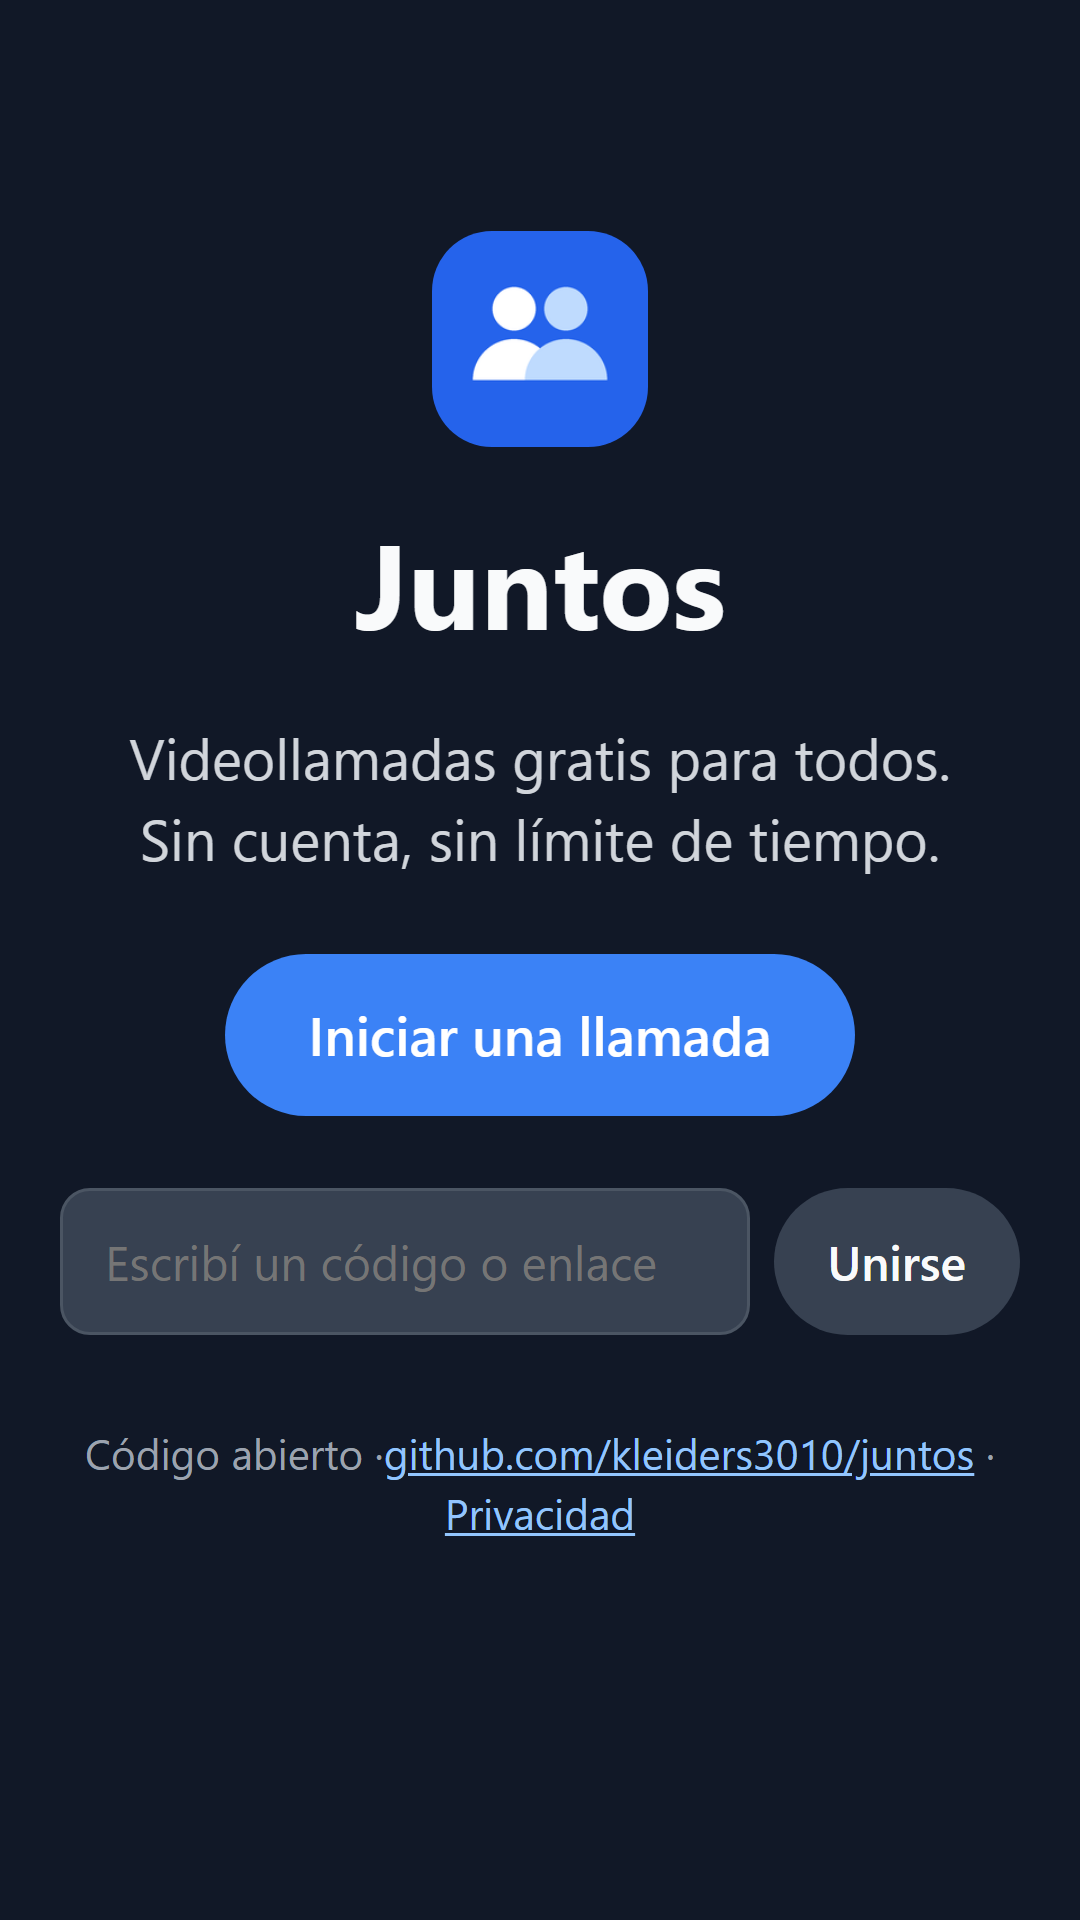 Juntos
Videollamadas gratis para todos.
Sin cuenta, sin límite de tiempo.
Iniciar una llamada
Escribí un código o enlace
Unirse
Código abierto ·github.com/kleiders3010/juntos ·
Privacidad